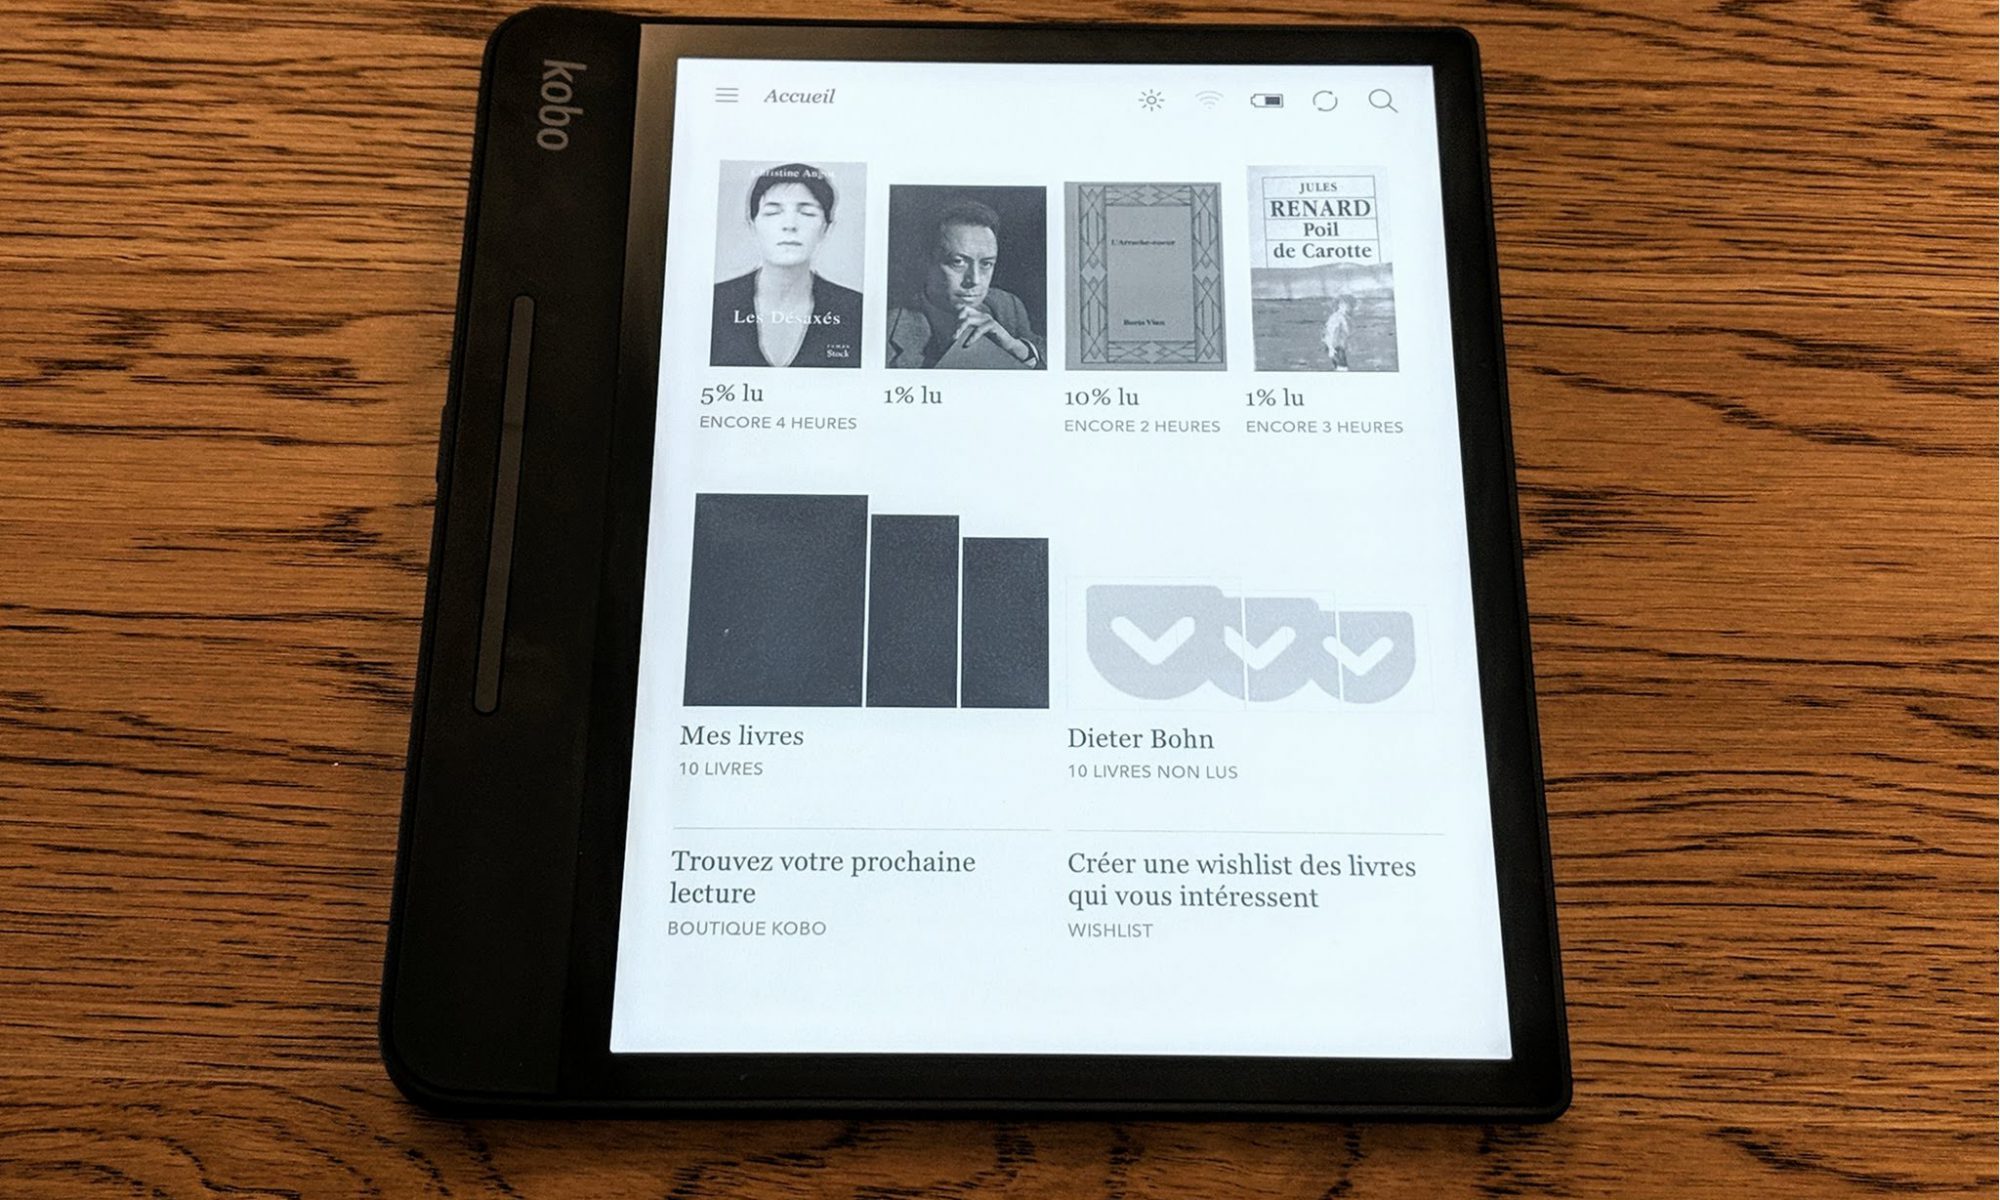 kobo
Accueil
Christine Angot
Les Désaxés
roman
Stock
L'Arrache-coeur
Boris Vian
JULES
RENARD
Poil
de Carotte
5% lu
ENCORE 4 HEURES
1% lu
10% lu
ENCORE 2 HEURES
1% lu
ENCORE 3 HEURES
Mes livres
10 LIVRES
Dieter Bohn
10 LIVRES NON LUS
Trouvez votre prochaine
lecture
BOUTIQUE KOBO
Créer une wishlist des livres
qui vous intéressent
WISHLIST